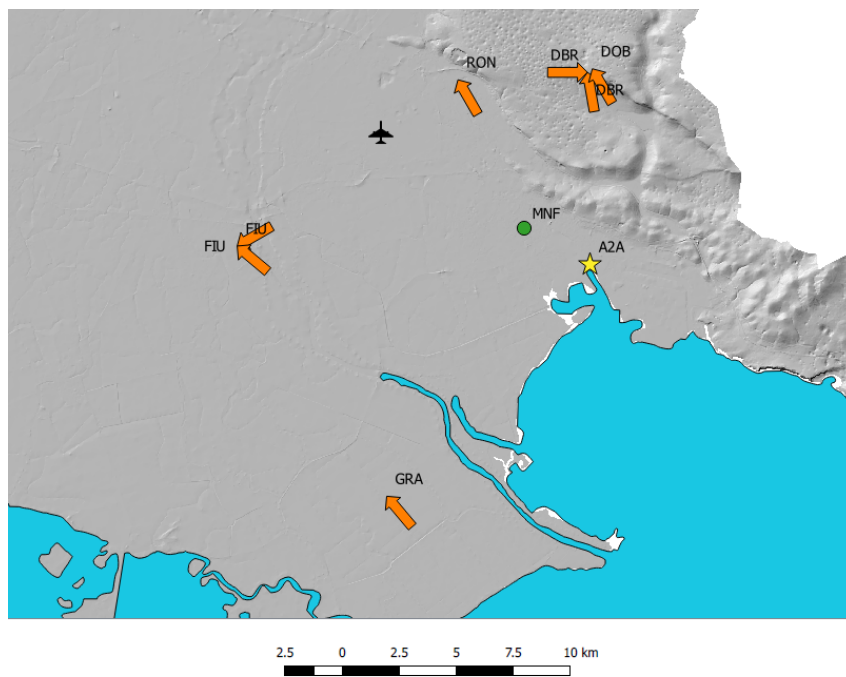 DBR
DOB
RON
DBR
MNF
FIU
FIU
A2A
GRA
2.5 0 2.5 5 7.5 10 km